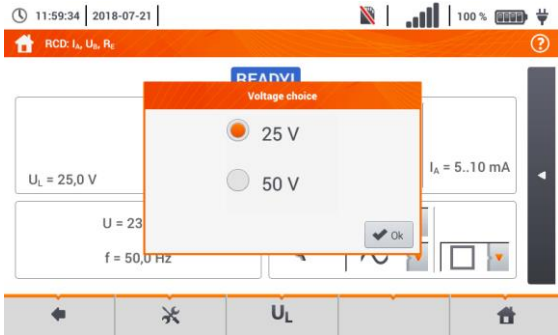 11:59:34 2018-07-21 100 %
RCD: IA, UB, RE
READY!
Voltage choice
25 V
50 V
UL = 25,0 V
IA = 5..10 mA
U = 23
Ok
f = 50,0 Hz
UL